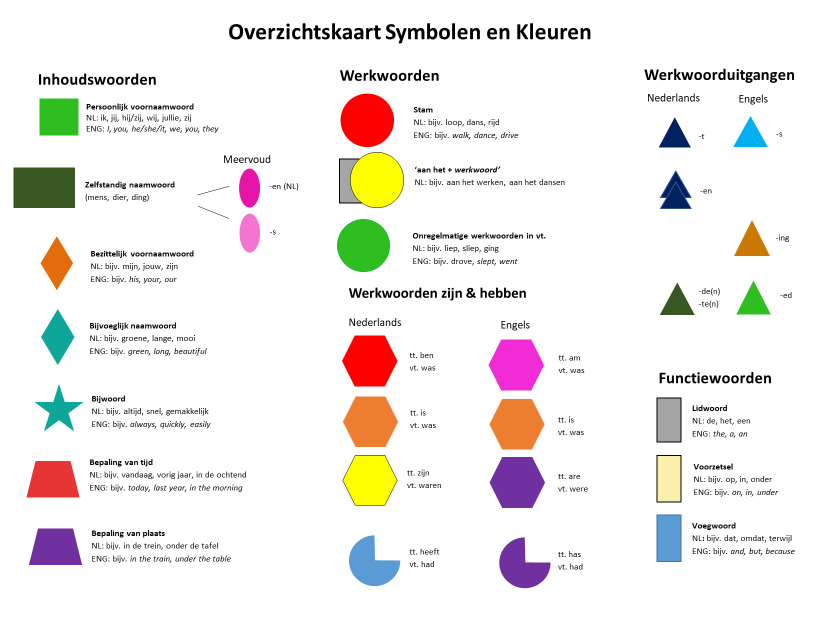 Overzichtskaart Symbolen en Kleuren
Inhoudswoorden
Persoonlijk voornaamwoord
NL: ik, jij, hij/zij, wij, jullie, zij
ENG: I, you, he/she/it, we, you, they
Meervoud
Zelfstandig naamwoord
(mens, dier, ding)
-en (NL)
-s
Bezittelijk voornaamwoord
NL: bijv. mijn, jouw, zijn
ENG: bijv. his, your, our
Bijvoeglijk naamwoord
NL: bijv. groene, lange, mooi
ENG: bijv. green, long, beautiful
Bijwoord
NL: bijv. altijd, snel, gemakkelijk
ENG: bijv. always, quickly, easily
Bepaling van tijd
NL: bijv. vandaag, vorig jaar, in de ochtend
ENG: bijv. today, last year, in the morning
Bepaling van plaats
NL: bijv. in de trein, onder de tafel
ENG: bijv. in the train, under the table
Werkwoorden
Stam
NL: bijv. loop, dans, rijd
ENG: bijv. walk, dance, drive
‘aan het + werkwoord’
NL: bijv. aan het werken, aan het dansen
Onregelmatige werkwoorden in vt.
NL: bijv. liep, sliep, ging
ENG: bijv. drove, slept, went
Werkwoorden zijn & hebben
Nederlands
Engels
tt. ben
vt. was
tt. am
vt. was
tt. is
vt. was
tt. is
vt. was
tt. zijn
vt. waren
tt. are
vt. were
tt. heeft
vt. had
tt. has
vt. had
Werkwoorduitgangen
Nederlands
Engels
-t
-s
-en
-ing
-de(n)
-te(n)
-ed
Functiewoorden
Lidwoord
NL: de, het, een
ENG: the, a, an
Voorzetsel
NL: bijv. op, in, onder
ENG: bijv. on, in, under
Voegwoord
NL: bijv. dat, omdat, terwijl
ENG: bijv. and, but, because